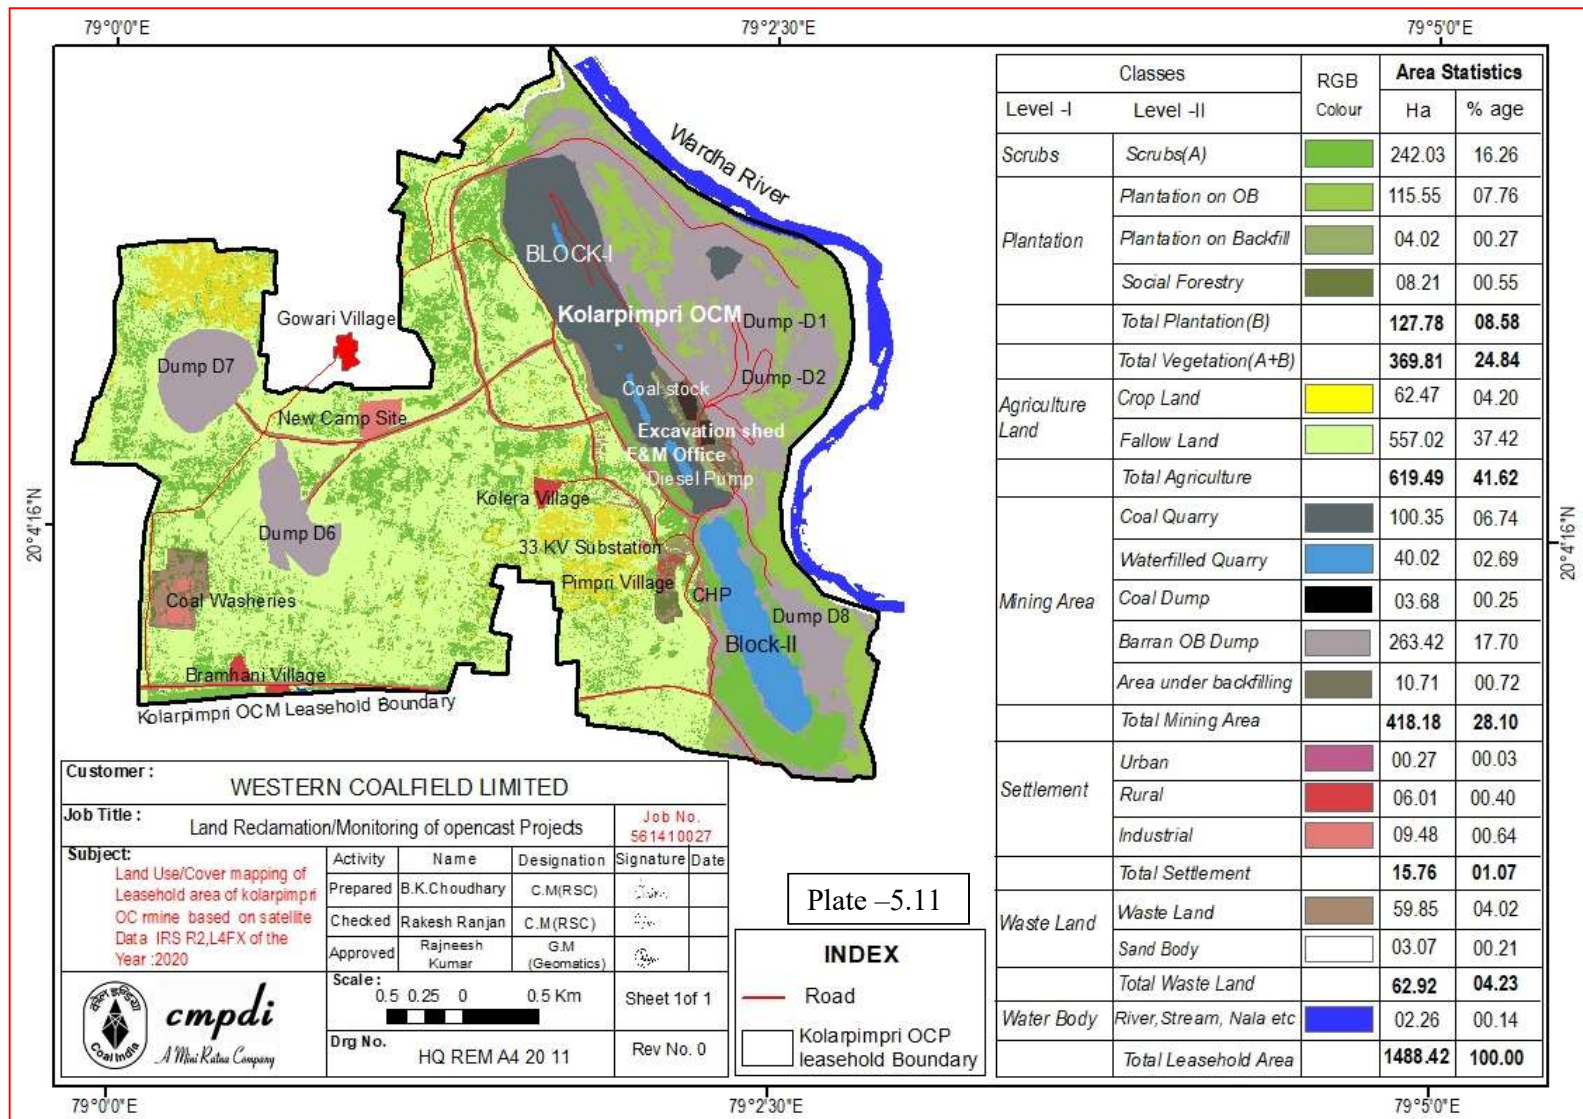 79°0'0"E
79°2'30"E
79°5'0"E
20°4'16"N
20°4'16"N
79°0'0"E
79°2'30"E
79°5'0"E
Wardha River
BLOCK-I
Kolarpimpri OCM
Dump -D1
Gowari Village
Dump D7
Dump -D2
Coal stock
New Camp Site
Excavation shed
E&M Office
Diesel Pump
Kolera Village
Dump D6
33 KV Substation
Pimpri Village
Coal Washeries
CHP
Dump D8
Block-II
Bramhani Village
Kolarpimpri OCM Leasehold Boundary
Classes RGB Colour Area Statistics
Level -I Level -II Ha % age
Scrubs Scrubs(A) 242.03 16.26
Plantation Plantation on OB 115.55 07.76
Plantation on Backfill 04.02 00.27
Social Forestry 08.21 00.55
Total Plantation(B) 127.78 08.58
Total Vegetation(A+B) 369.81 24.84
Agriculture Land Crop Land 62.47 04.20
Fallow Land 557.02 37.42
Total Agriculture 619.49 41.62
Mining Area Coal Quarry 100.35 06.74
Waterfilled Quarry 40.02 02.69
Coal Dump 03.68 00.25
Barran OB Dump 263.42 17.70
Area under backfilling 10.71 00.72
Total Mining Area 418.18 28.10
Settlement Urban 00.27 00.03
Rural 06.01 00.40
Industrial 09.48 00.64
Total Settlement 15.76 01.07
Waste Land Waste Land 59.85 04.02
Sand Body 03.07 00.21
Total Waste Land 62.92 04.23
Water Body River,Stream, Nala etc 02.26 00.14
Total Leasehold Area 1488.42 100.00
Customer :
WESTERN COALFIELD LIMITED
Job Title :
Land Reclamation/Monitoring of opencast Projects
Job No.
561410027
Subject:
Land Use/Cover mapping of
Leasehold area of kolarpimpri
OC rmine based on satellite
Data IRS R2,L4FX of the
Year :2020
Activity Name Designation Signature Date
Prepared B.K.Choudhary C.M(RSC)
Checked Rakesh Ranjan C.M(RSC)
Approved Rajneesh Kumar G.M (Geomatics)
Scale :
0.5 0.25 0 0.5 Km
Sheet 1of 1
Drg No.
HQ REM A4 20 11
Rev No. 0
कोल इण्डिया
Coal India
cmpdi
A Mini Ratna Company
Plate –5.11
INDEX
Road
Kolarpimpri OCP
leasehold Boundary